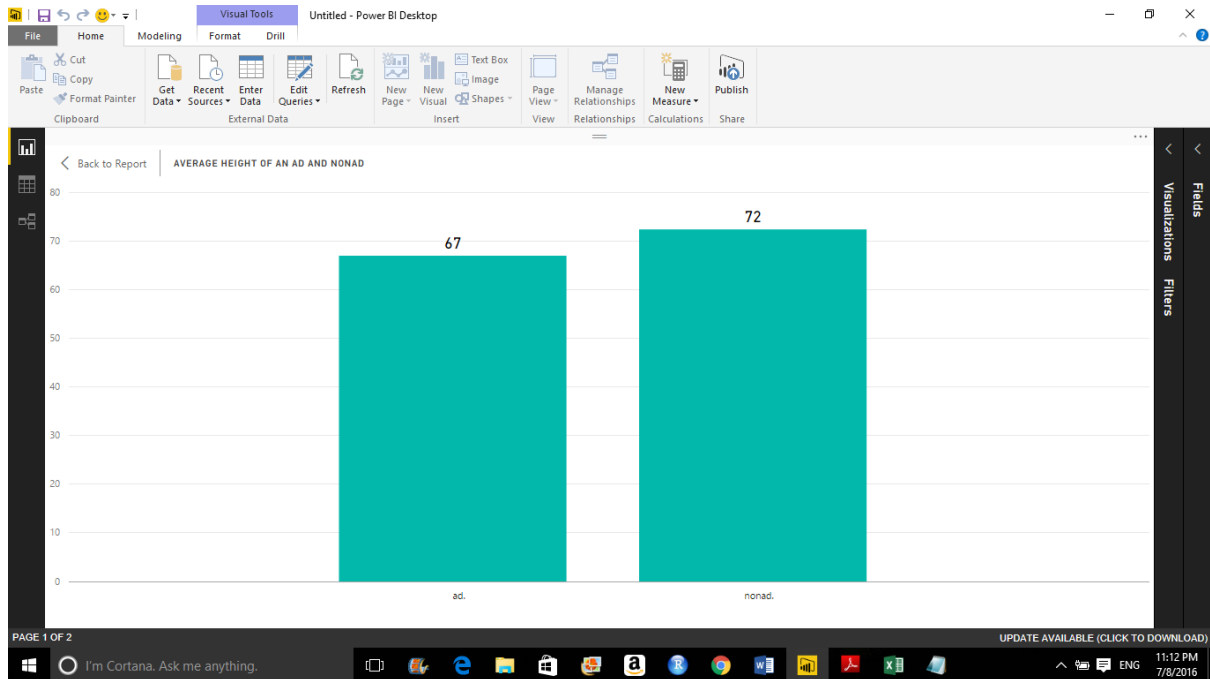 Visual Tools
Untitled - Power BI Desktop
File
Home
Modeling
Format
Drill
Paste
Cut
Copy
Format Painter
Clipboard
Get Data
Recent Sources
Enter Data
Edit Queries
External Data
Refresh
New Page
New Visual
Text Box
Image
Shapes
Insert
Page View
View
Manage Relationships
Relationships
New Measure
Calculations
Publish
Share
Back to Report
AVERAGE HEIGHT OF AN AD AND NONAD
Visualizations
Filters
Fields
80
70
60
50
40
30
20
10
0
67
72
ad.
nonad.
PAGE 1 OF 2
UPDATE AVAILABLE (CLICK TO DOWNLOAD)
I'm Cortana. Ask me anything.
ENG
11:12 PM
7/8/2016